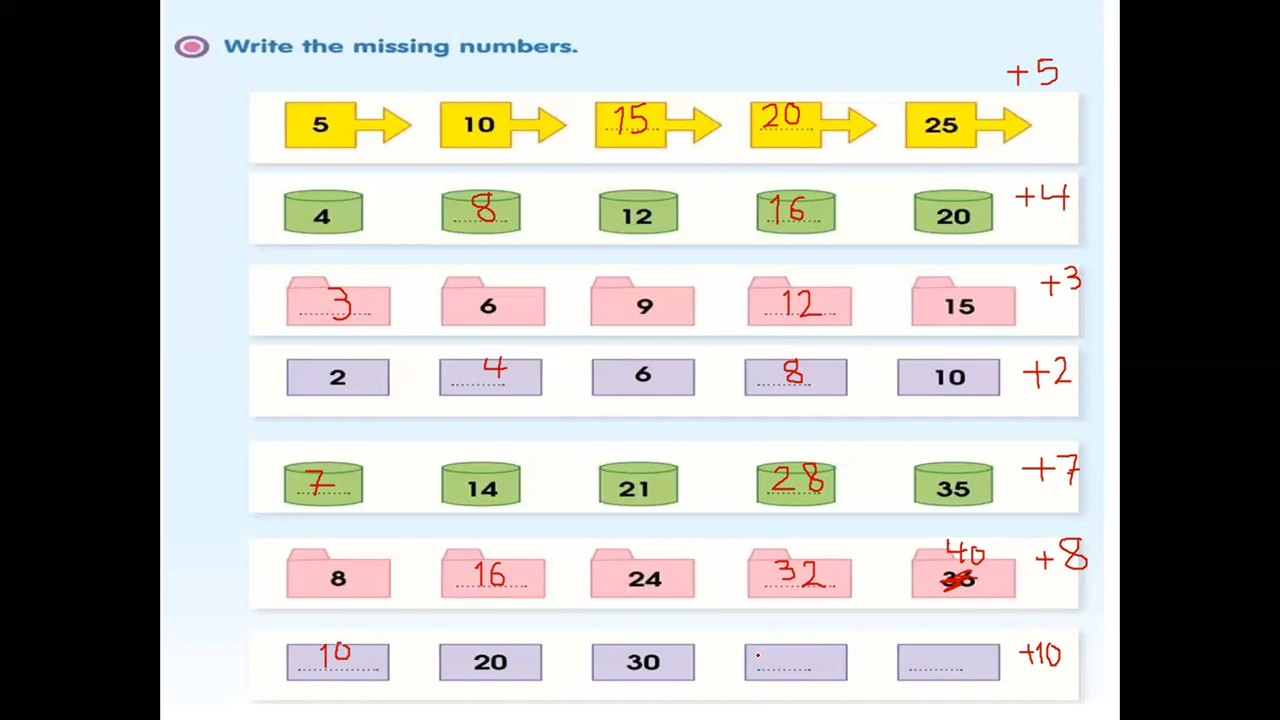 Write the missing numbers.
+5
5 10 15 20 25
4 8 12 16 20 +4
3 6 9 12 15 +3
2 4 6 8 10 +2
7 14 21 28 35 +7
40
8 16 24 32 +8
10 20 30 +10